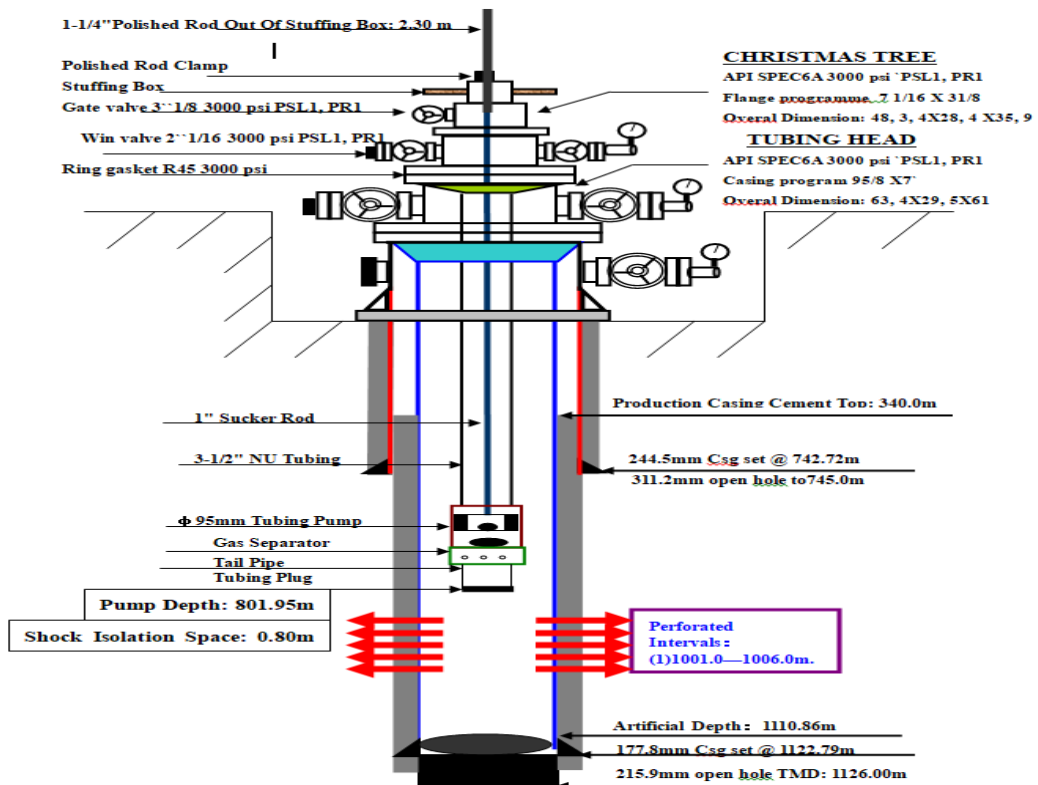 1-1/4"Polished Rod Out Of Stuffing Box: 2.30 m
Polished Rod Clamp
Stuffing Box
Gate valve 3``1/8 3000 psi PSL1, PR1
Win valve 2``1/16 3000 psi PSL1, PR1
Ring gasket R45 3000 psi
CHRISTMAS TREE
API SPEC6A 3000 psi `PSL1, PR1
Flange programme 7 1/16 X 31/8
Overal Dimension: 48, 3, 4X28, 4 X35, 9
TUBING HEAD
API SPEC6A 3000 psi `PSL1, PR1
Casing program 95/8 X7`
Overal Dimension: 63, 4X29, 5X61
1" Sucker Rod
3-1/2" NU Tubing
ф 95mm Tubing Pump
Gas Separator
Tail Pipe
Tubing Plug
Pump Depth: 801.95m
Shock Isolation Space: 0.80m
Production Casing Cement Top: 340.0m
244.5mm Csg set @ 742.72m
311.2mm open hole to745.0m
Perforated
Intervals:
(1)1001.0—1006.0m.
Artificial Depth: 1110.86m
177.8mm Csg set @ 1122.79m
215.9mm open hole TMD: 1126.00m